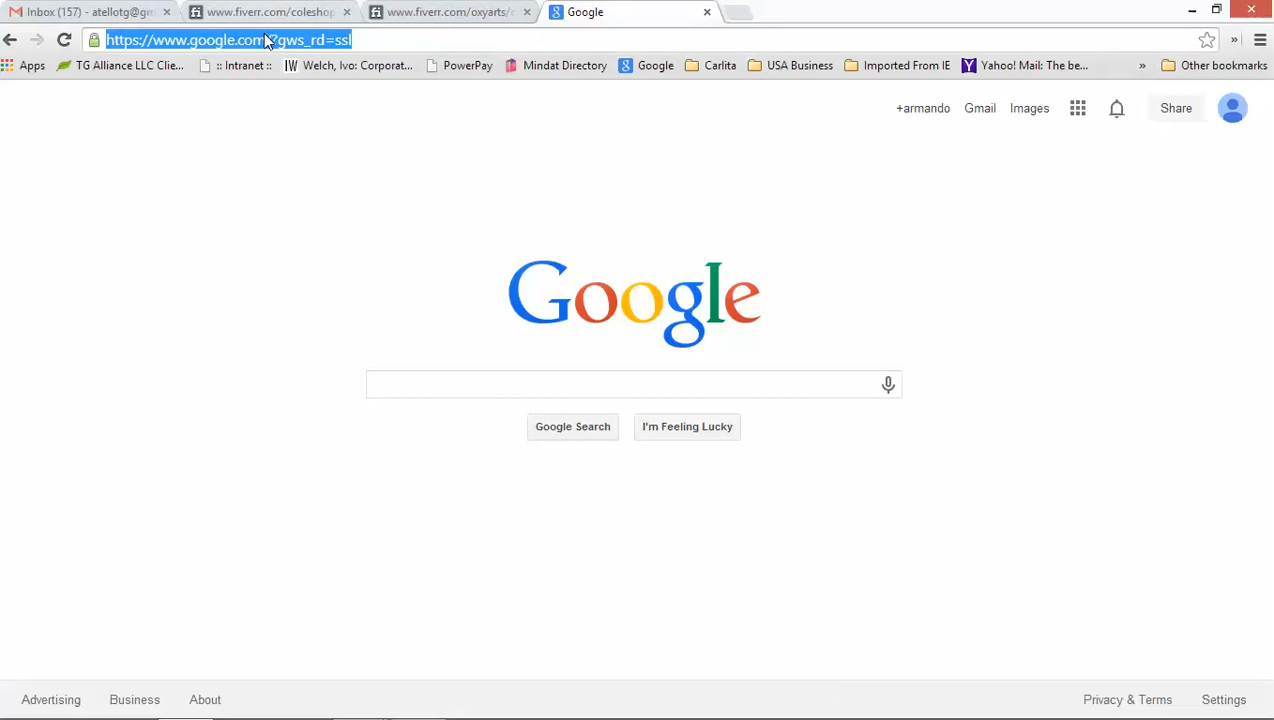 Inbox (157) - atellotg@gm www.fiverr.com/coleshop www.fiverr.com/oxyarts/ Google
https://www.google.com/?gws_rd=ssl
Apps TG Alliance LLC Clie... :: Intranet :: Welch, Ivo: Corporat... PowerPay Mindat Directory Google Carlita USA Business Imported From IE Yahoo! Mail: The be... » Other bookmarks
+armando Gmail Images Share
Google
Google Search I'm Feeling Lucky
Advertising Business About Privacy & Terms Settings